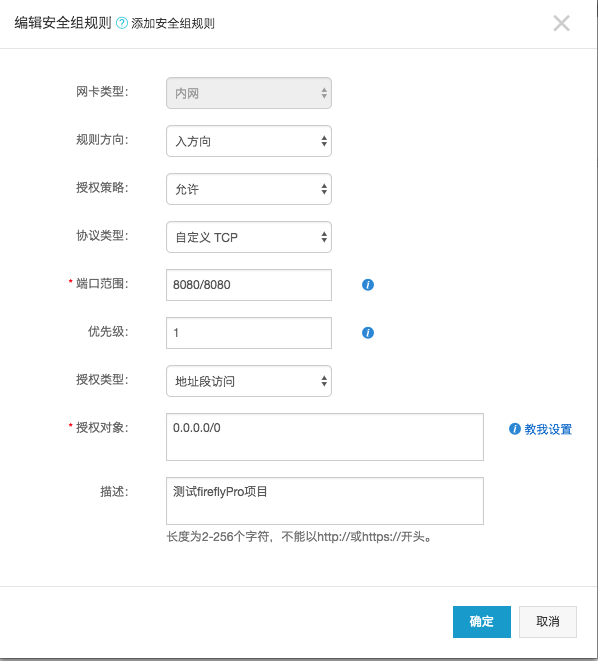 编辑安全组规则 ? 添加安全组规则
网卡类型: 内网
规则方向: 入方向
授权策略: 允许
协议类型: 自定义 TCP
* 端口范围: 8080/8080
优先级: 1
授权类型: 地址段访问
* 授权对象: 0.0.0.0/0 教我设置
描述: 测试fireflyPro项目
长度为2-256个字符，不能以http://或https://开头。
确定 取消